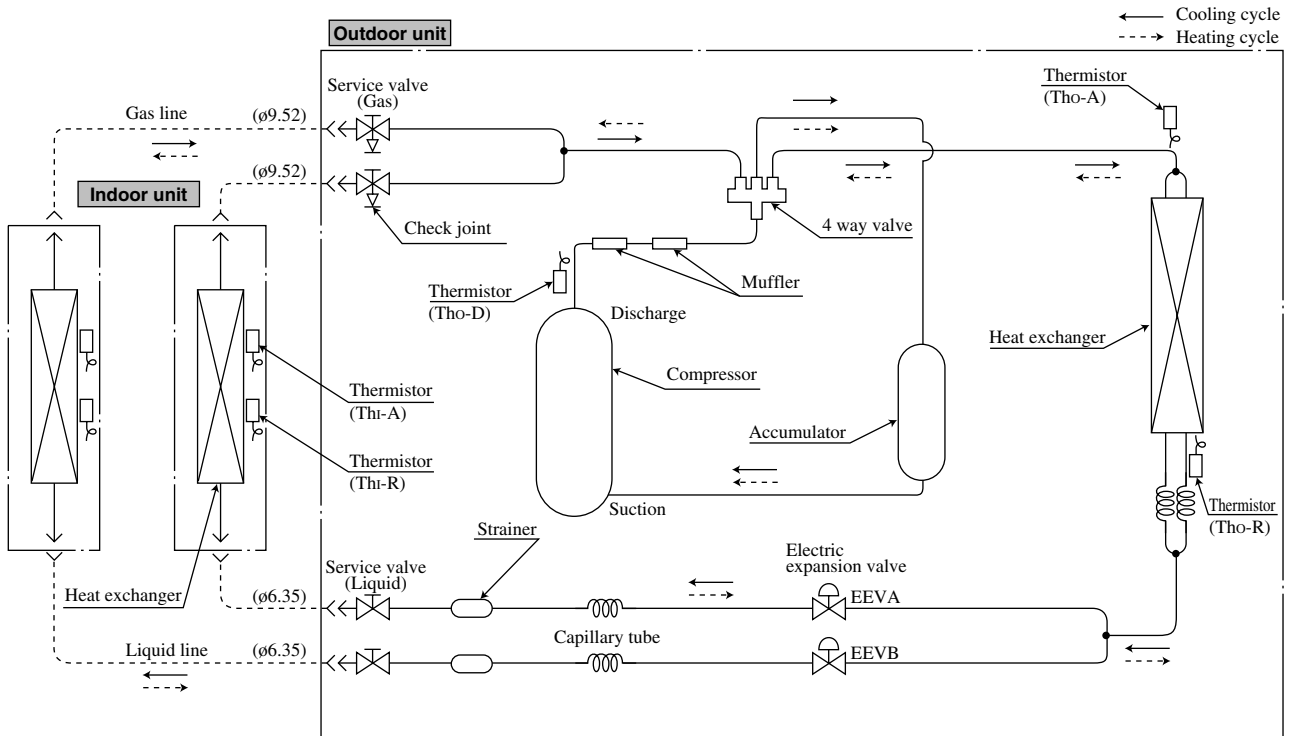 Cooling cycle
Heating cycle
Outdoor unit
Thermistor
(ThO-A)
Service valve
(Gas)
Gas line
(ø9.52)
(ø9.52)
Indoor unit
Check joint
4 way valve
Muffler
Thermistor
(ThO-D)
Discharge
Heat exchanger
Compressor
Thermistor
(ThI-A)
Accumulator
Thermistor
(ThI-R)
Suction
Thermistor
(ThO-R)
Strainer
Electric
expansion valve
Service valve
(Liquid)
Heat exchanger
(ø6.35)
EEVA
Capillary tube
Liquid line
(ø6.35)
EEVB